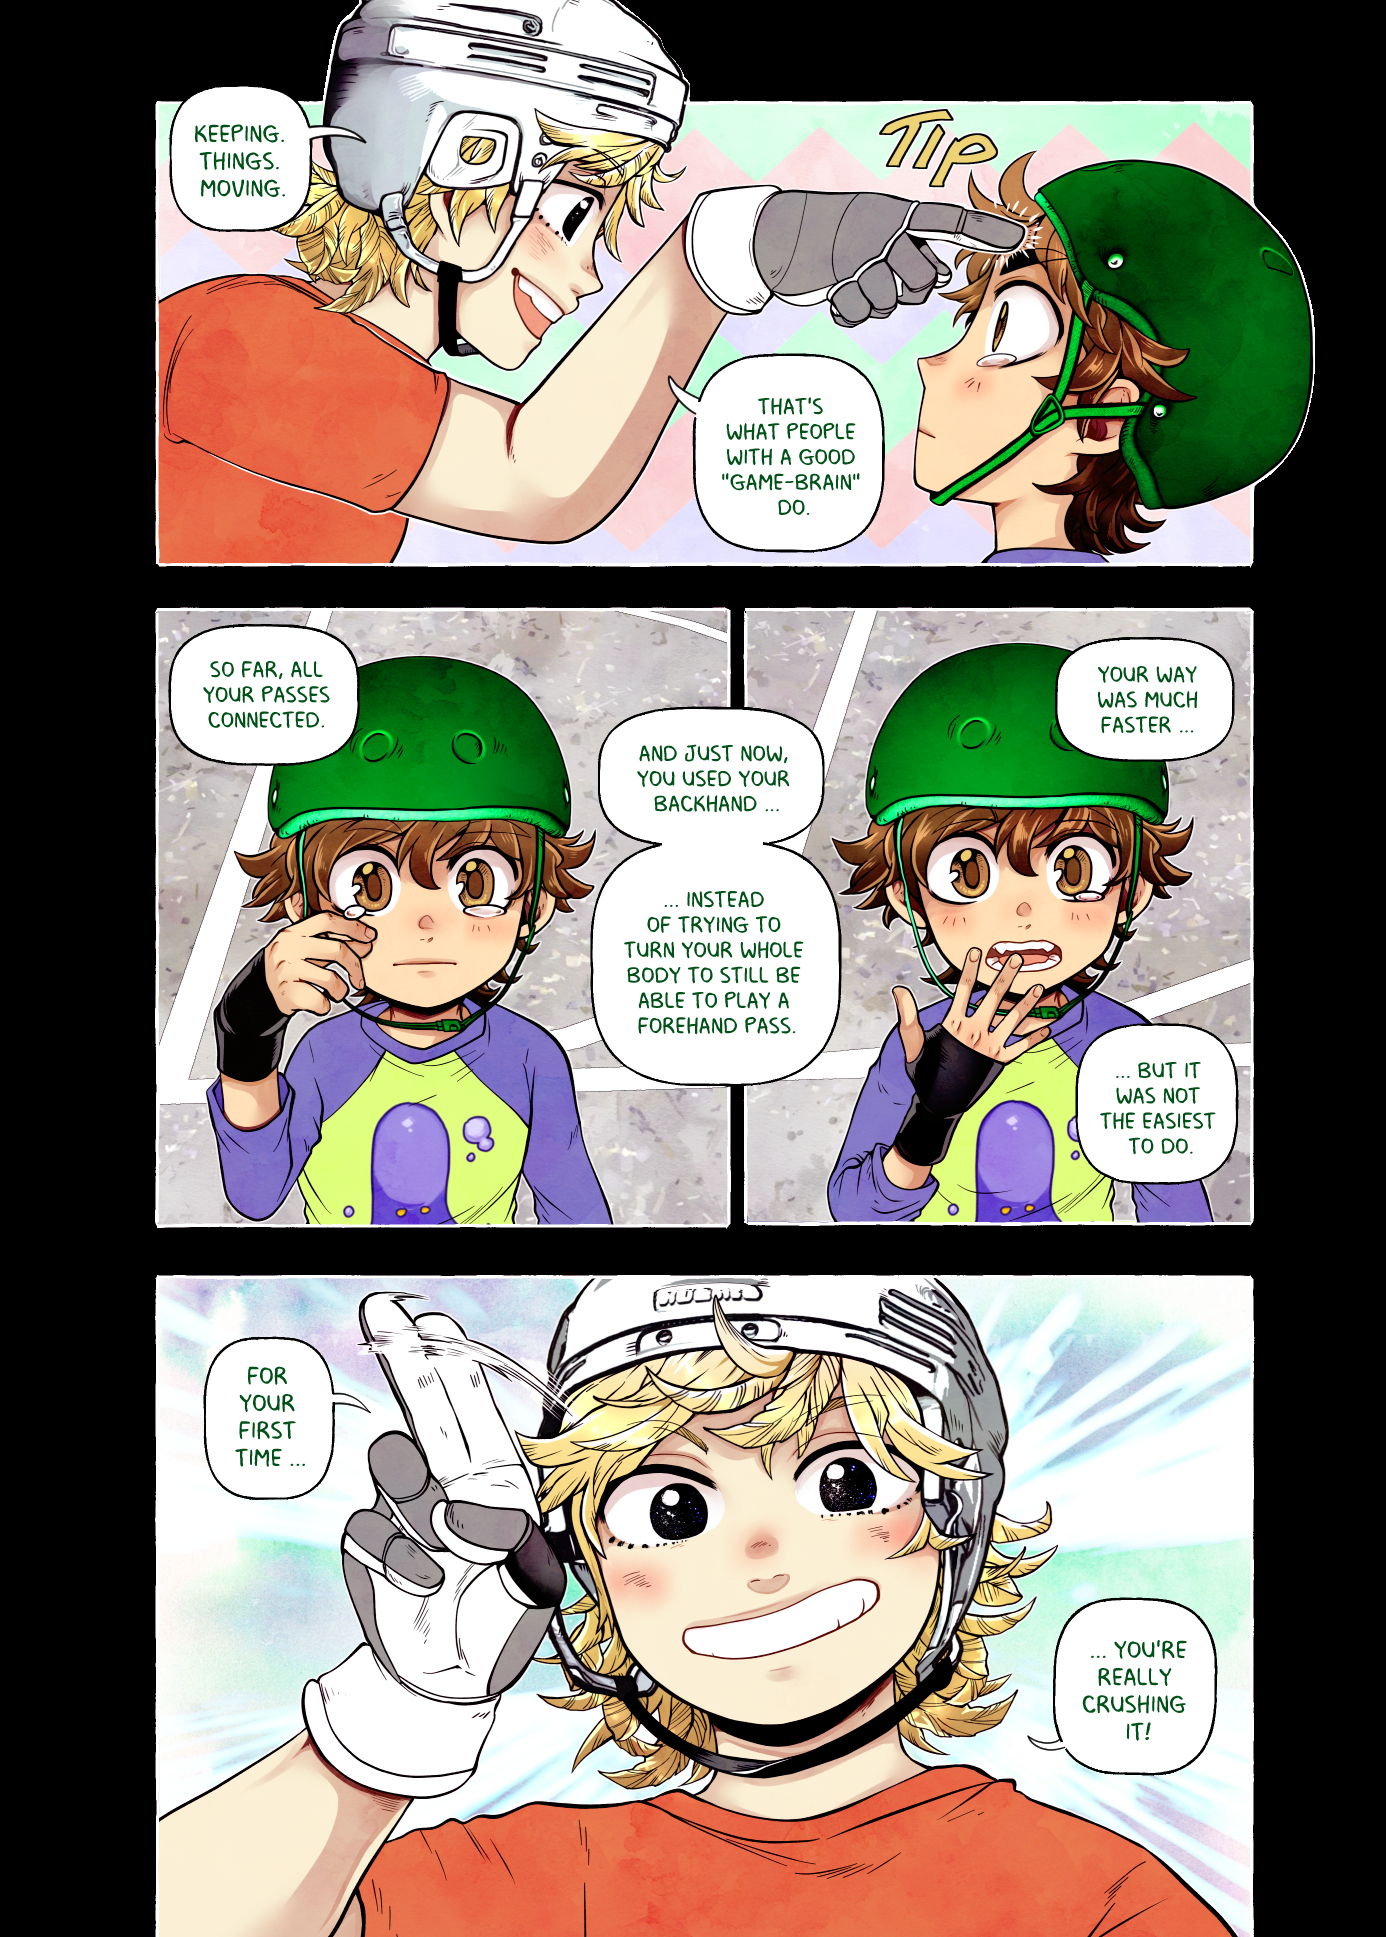 KEEPING.
THINGS.
MOVING.
TIP
THAT'S
WHAT PEOPLE
WITH A GOOD
"GAME-BRAIN"
DO.
SO FAR, ALL
YOUR PASSES
CONNECTED.
AND JUST NOW,
YOU USED YOUR
BACKHAND ...
... INSTEAD
OF TRYING TO
TURN YOUR WHOLE
BODY TO STILL BE
ABLE TO PLAY A
FOREHAND PASS.
YOUR WAY
WAS MUCH
FASTER ...
... BUT IT
WAS NOT
THE EASIEST
TO DO.
FOR
YOUR
FIRST
TIME ...
... YOU'RE
REALLY
CRUSHING
IT!